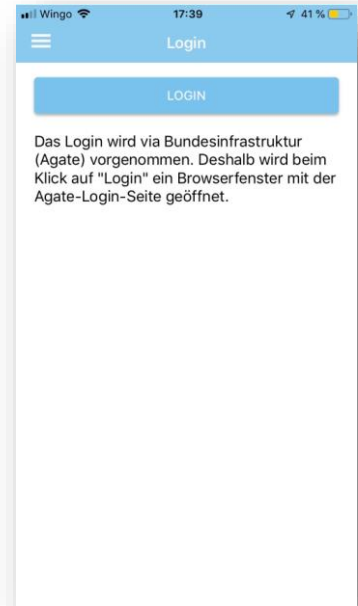 Wingo 17:39 41 %
Login
LOGIN
Das Login wird via Bundesinfrastruktur
(Agate) vorgenommen. Deshalb wird beim
Klick auf "Login" ein Browserfenster mit der
Agate-Login-Seite geöffnet.